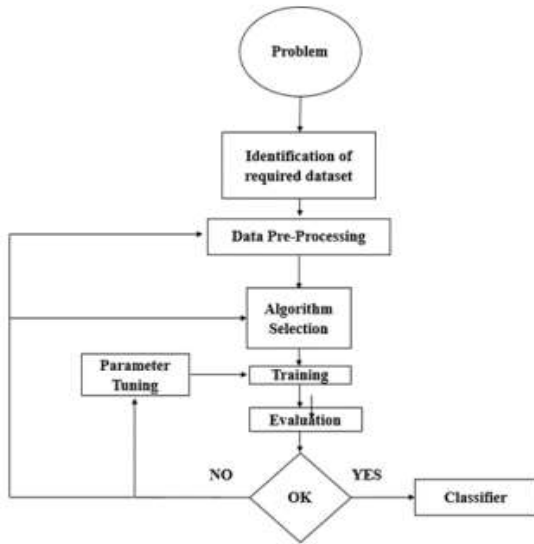 Problem
Identification of
required dataset
Data Pre-Processing
Algorithm
Selection
Parameter
Tuning
Training
Evaluation
NO
YES
OK
Classifier